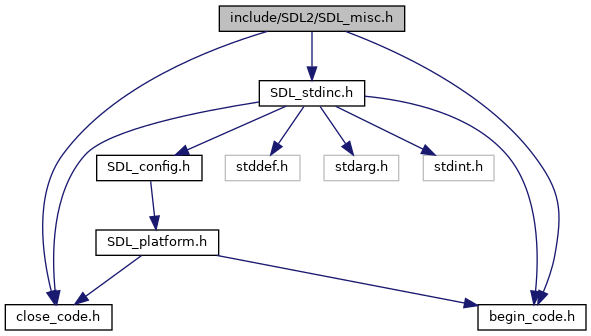 include/SDL2/SDL_misc.h
SDL_stdinc.h
SDL_config.h
stddef.h
stdarg.h
stdint.h
SDL_platform.h
close_code.h
begin_code.h